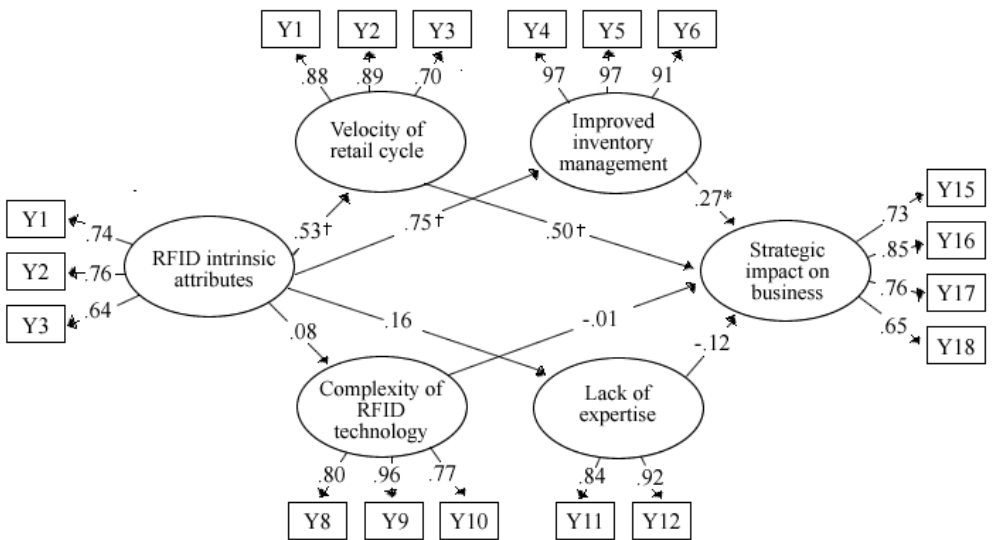 Y1 Y2 Y3 Y4 Y5 Y6
.88 .89 .70 97 97 91
Velocity of
retail cycle
Improved
inventory
management
.27*
Y15
Y1
.74
.53†
.75†
.50†
.73
Y16
.85
Y2
.76
RFID intrinsic
attributes
Strategic
impact on
business
.76
Y17
Y3
.64
.08
.16
-.01
-.12
.65
Y18
Complexity of
RFID
technology
Lack of
expertise
.80 .96 .77 .84 .92
Y8 Y9 Y10 Y11 Y12